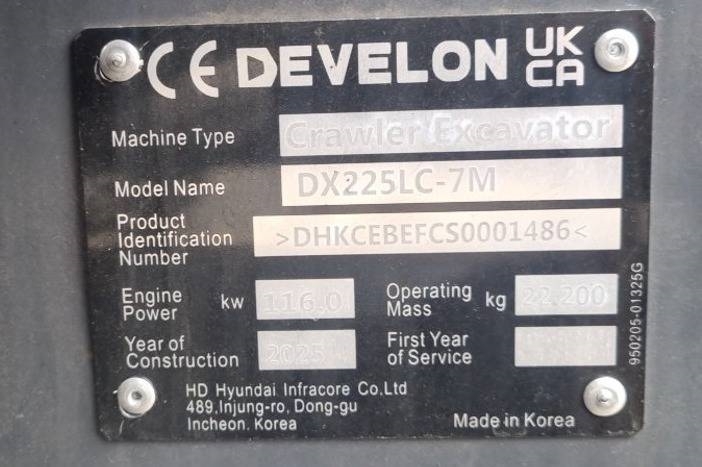 CE DEVELON UK
CA
Machine Type Crawler Excavator
Model Name DX225LC-7M
Product
Identification
Number >DHKCEBEFCS0001486<
Engine
Power kw 116.0
Operating
Mass kg 22,200
Year of
Construction 2025
First Year
of Service
HD Hyundai Infracore Co.Ltd
489,Injung-ro, Dong-gu
Incheon. Korea
Made in Korea
950205-01325G